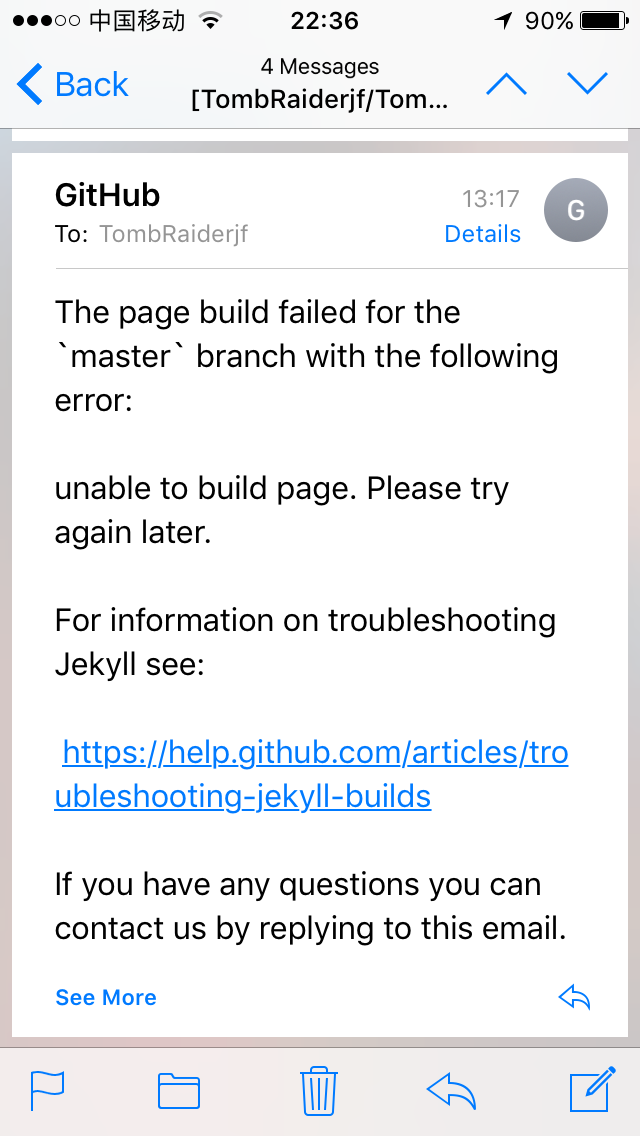 中国移动 22:36 90%
Back
4 Messages
[TombRaiderjf/Tom...
GitHub 13:17
To: TombRaiderjf Details
G
The page build failed for the
`master` branch with the following
error:
unable to build page. Please try
again later.
For information on troubleshooting
Jekyll see:
https://help.github.com/articles/tro
ubleshooting-jekyll-builds
If you have any questions you can
contact us by replying to this email.
See More